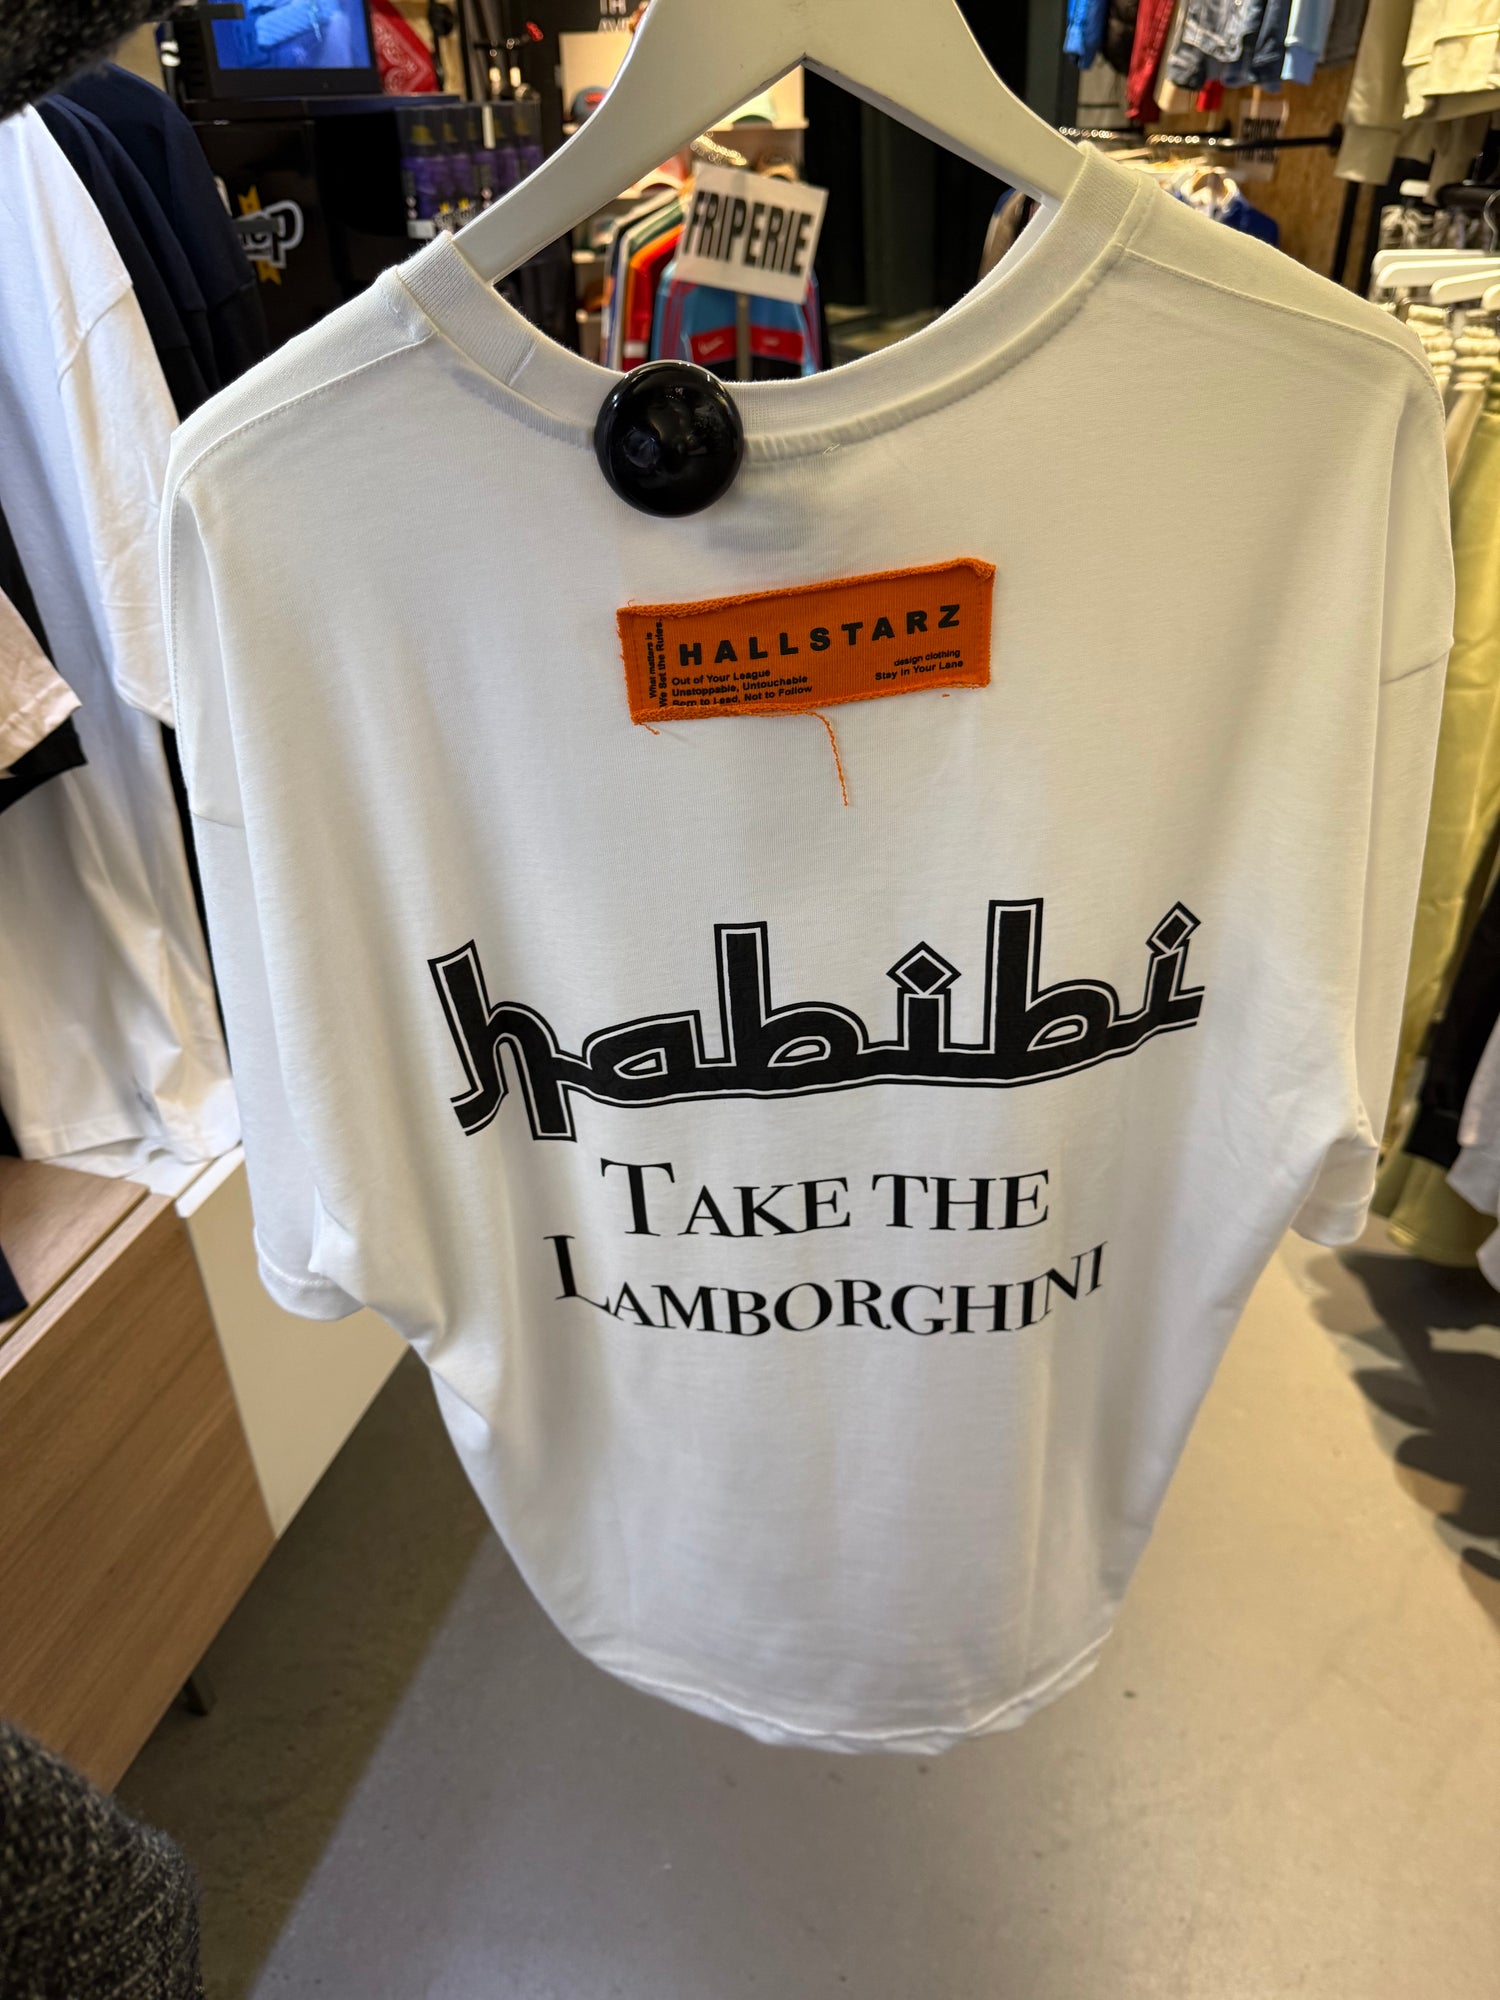 FRIPERIE
HALLSTARZ
What matters is
We Set the Rules.
Out of Your League
Unstoppable, Untouchable
Born to Lead, Not to Follow
design clothing
Stay in Your Lane
habibi
TAKE THE
LAMBORGHINI